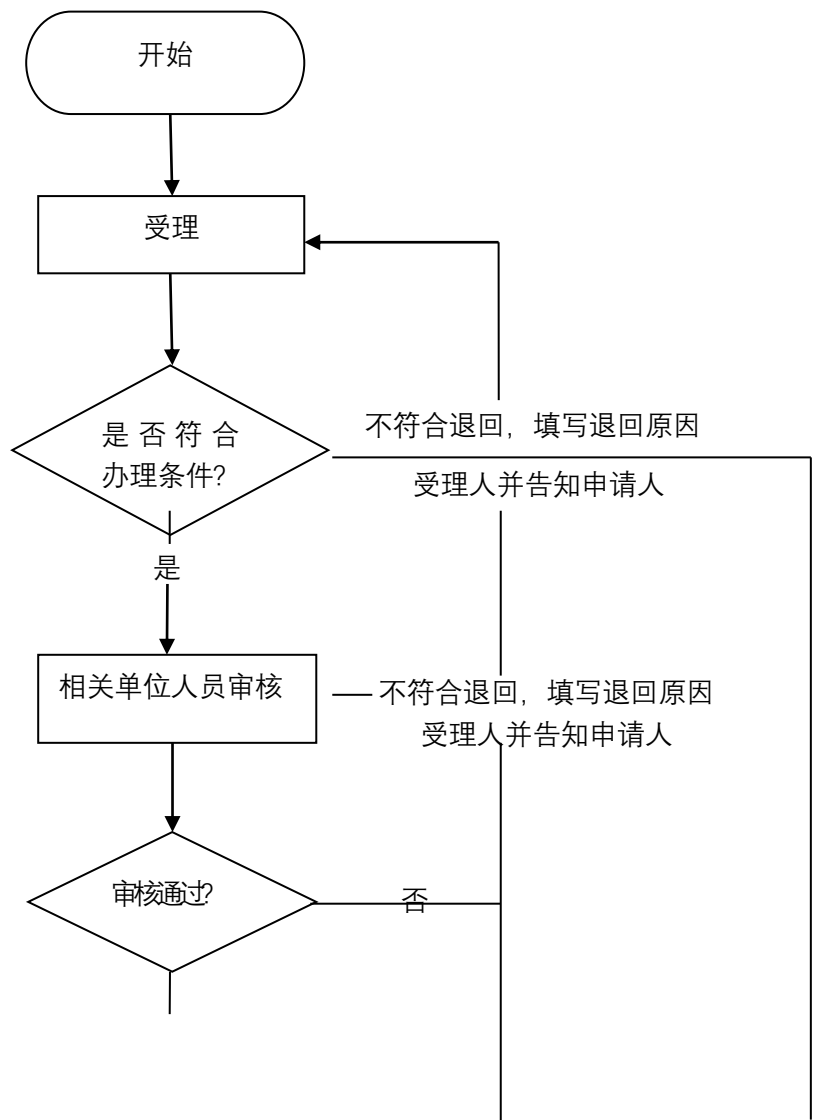 开始
受理
不符合退回，填写退回原因
是否符合
办理条件？
受理人并告知申请人
是
相关单位人员审核
不符合退回，填写退回原因
受理人并告知申请人
审核通过？
否